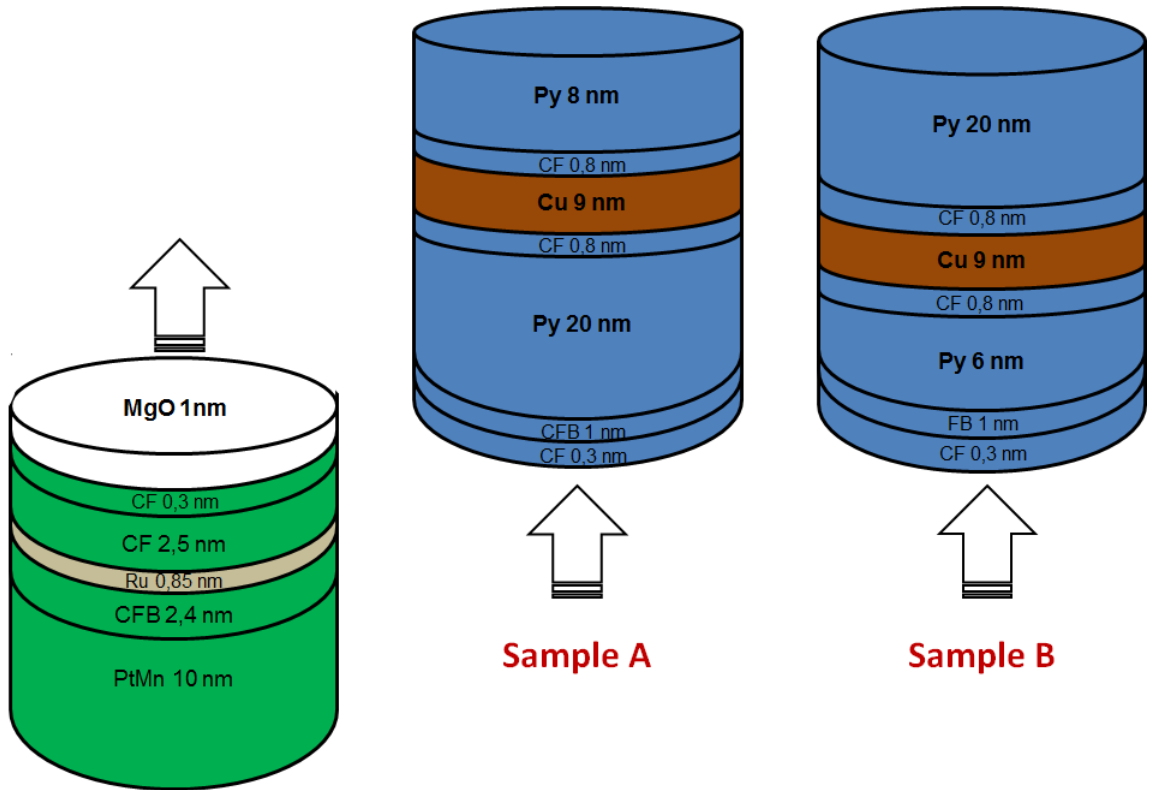 MgO 1nm
CF 0,3 nm
CF 2,5 nm
Ru 0,85 nm
CFB 2,4 nm
PtMn 10 nm
Py 8 nm
CF 0,8 nm
Cu 9 nm
CF 0,8 nm
Py 20 nm
CFB 1 nm
CF 0,3 nm
Sample A
Py 20 nm
CF 0,8 nm
Cu 9 nm
CF 0,8 nm
Py 6 nm
FB 1 nm
CF 0,3 nm
Sample B